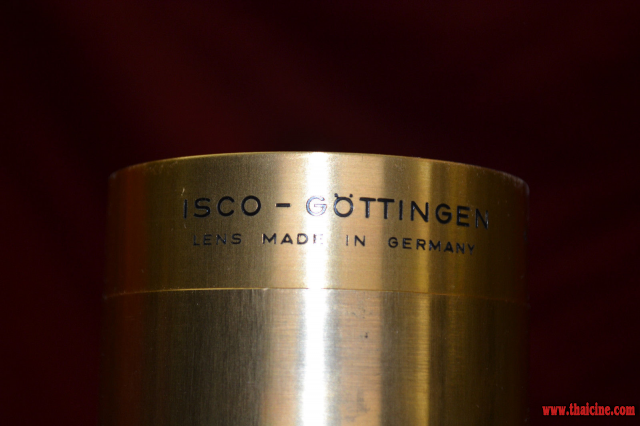 ISCO - GÖTTINGEN
LENS MADE IN GERMANY
www.thaicine.com